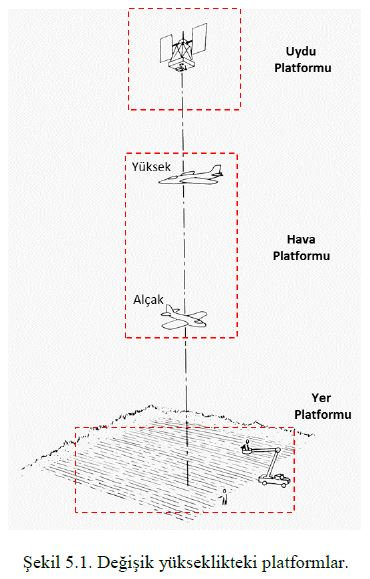 Uydu
Platformu
Yüksek
Hava
Platformu
Alçak
Yer
Platformu
Şekil 5.1. Değişik yükseklikteki platformlar.